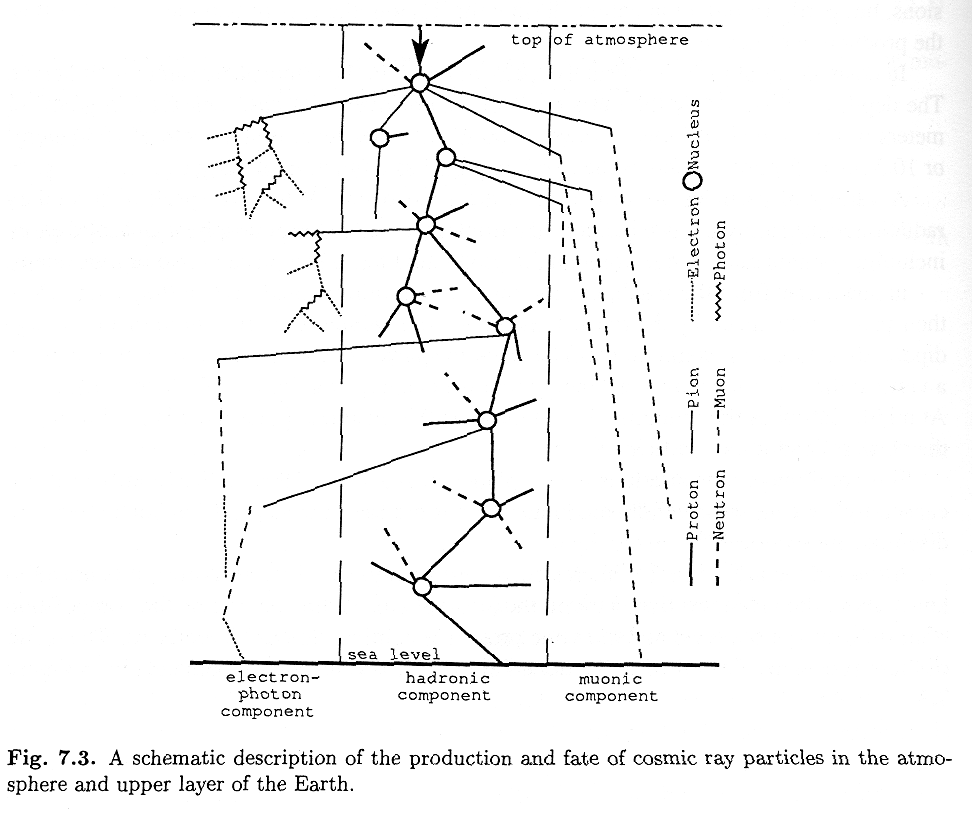 top of atmosphere
Nucleus
Electron
Photon
Pion
Muon
Proton
Neutron
sea level
electron-
photon
component
hadronic
component
muonic
component
Fig. 7.3. A schematic description of the production and fate of cosmic ray particles in the atmo-
sphere and upper layer of the Earth.